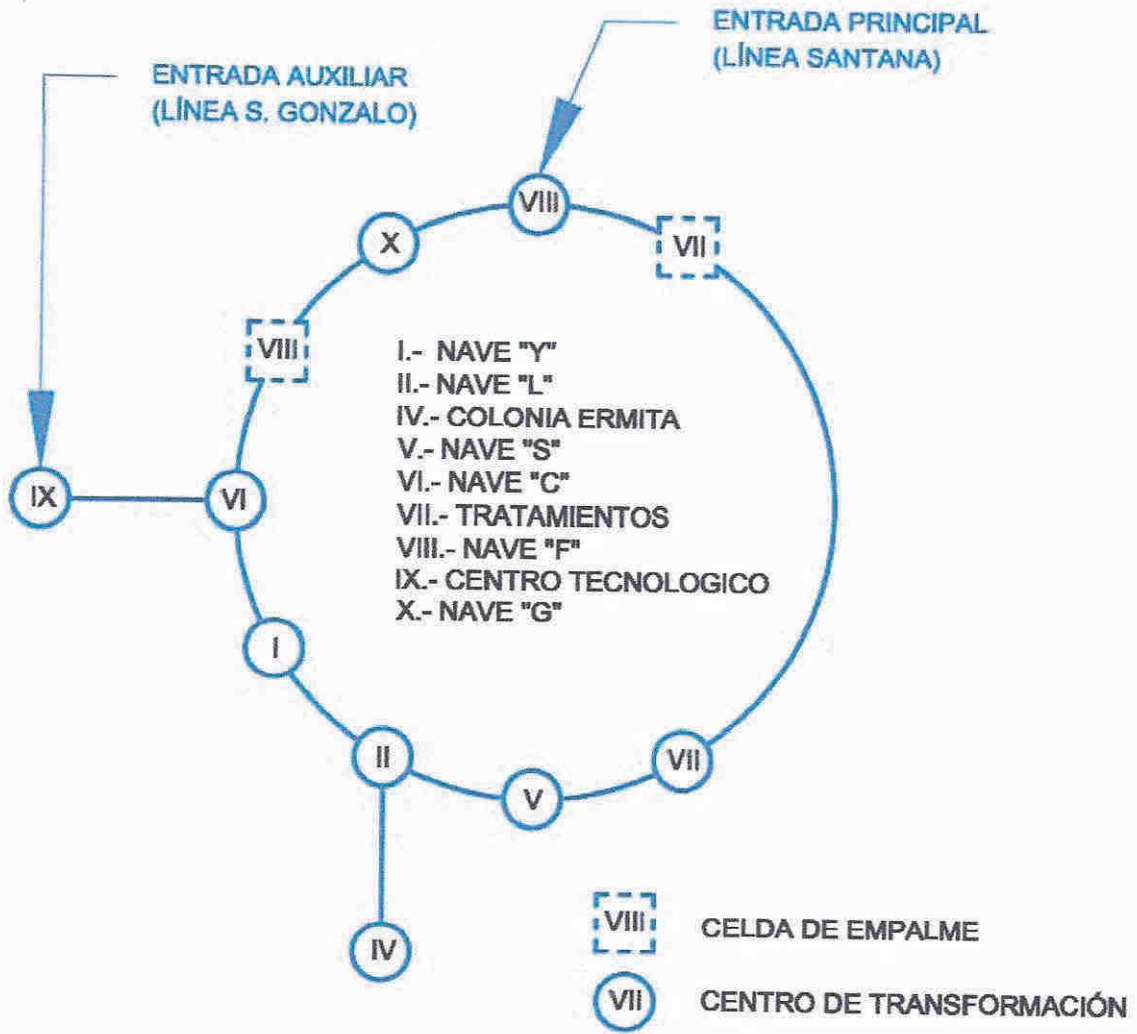 ENTRADA PRINCIPAL
(LÍNEA SANTANA)
ENTRADA AUXILIAR
(LÍNEA S. GONZALO)
VIII
X
VII
VIII
I.- NAVE "Y"
II.- NAVE "L"
IV.- COLONIA ERMITA
V.- NAVE "S"
VI.- NAVE "C"
VII.- TRATAMIENTOS
VIII.- NAVE "F"
IX.- CENTRO TECNOLOGICO
X.- NAVE "G"
IX
VI
I
II
VII
V
IV
VIII CELDA DE EMPALME
VII CENTRO DE TRANSFORMACIÓN